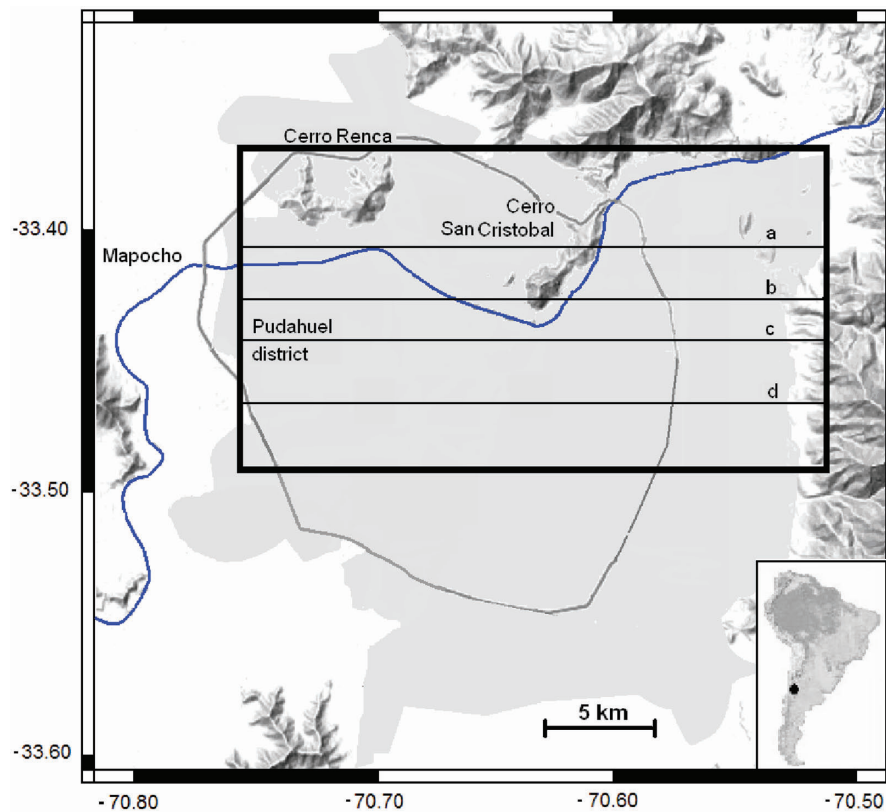 Cerro Renca
-33.40
Cerro
San Cristobal
a
Mapocho
b
Pudahuel
district
c
d
-33.50
5 km
-33.60
- 70.80
- 70.70
- 70.60
- 70.50